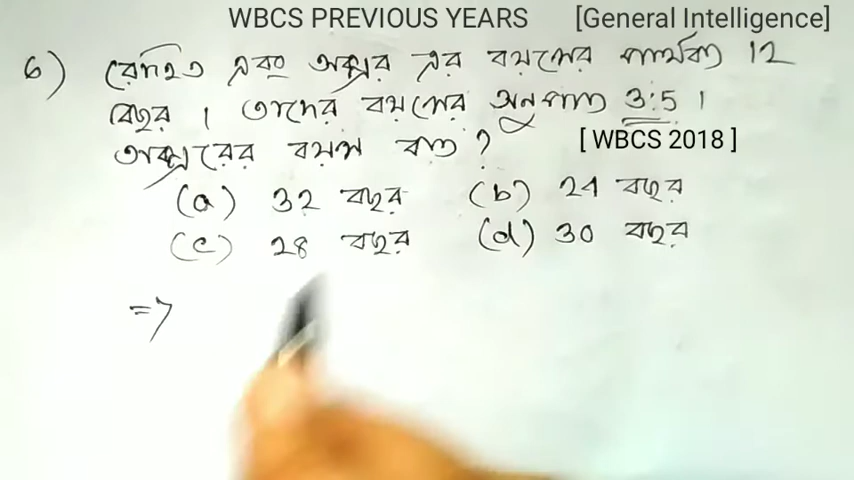 WBCS PREVIOUS YEARS [General Intelligence]
6) রোহিত এবং অক্ষর এর বয়সের পার্থক্য 12
বছর । তাদের বয়সের অনুপাত 3:5 ।
[ WBCS 2018 ]
অক্ষরের বয়স কত ?
(a) 32 বছর (b) 24 বছর
(c) 28 বছর (d) 30 বছর
=>